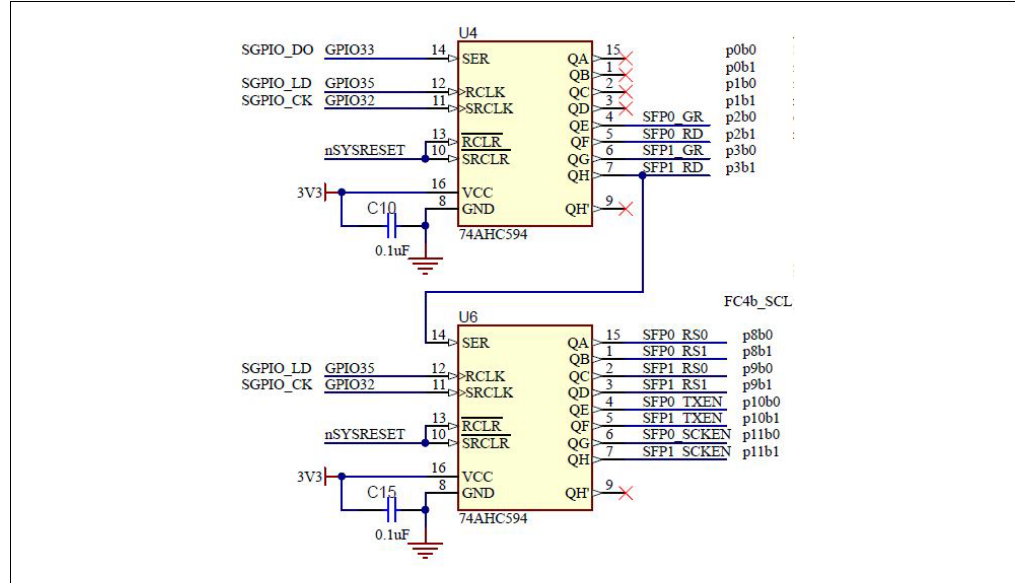 U4
SGPIO_DO GPIO33 14 SER QA 15 p0b0
QB 1 p0b1
SGPIO_LD GPIO35 12 RCLK QC 2 p1b0
SGPIO_CK GPIO32 11 SRCLK QD 3 p1b1
QE 4 SFP0_GR p2b0
13 RCLR QF 5 SFP0_RD p2b1
nSYSRESET 10 SRCLR QG 6 SFP1_GR p3b0
QH 7 SFP1_RD p3b1
3V3 16 VCC
8 GND QH' 9
C10
74AHC594
0.1uF
FC4b_SCL
U6
14 SER QA 15 SFP0_RS0 p8b0
QB 1 SFP0_RS1 p8b1
SGPIO_LD GPIO35 12 RCLK QC 2 SFP1_RS0 p9b0
SGPIO_CK GPIO32 11 SRCLK QD 3 SFP1_RS1 p9b1
QE 4 SFP0_TXEN p10b0
13 RCLR QF 5 SFP1_TXEN p10b1
nSYSRESET 10 SRCLR QG 6 SFP0_SCKEN p11b0
QH 7 SFP1_SCKEN p11b1
3V3 16 VCC
8 GND QH' 9
C15
74AHC594
0.1uF